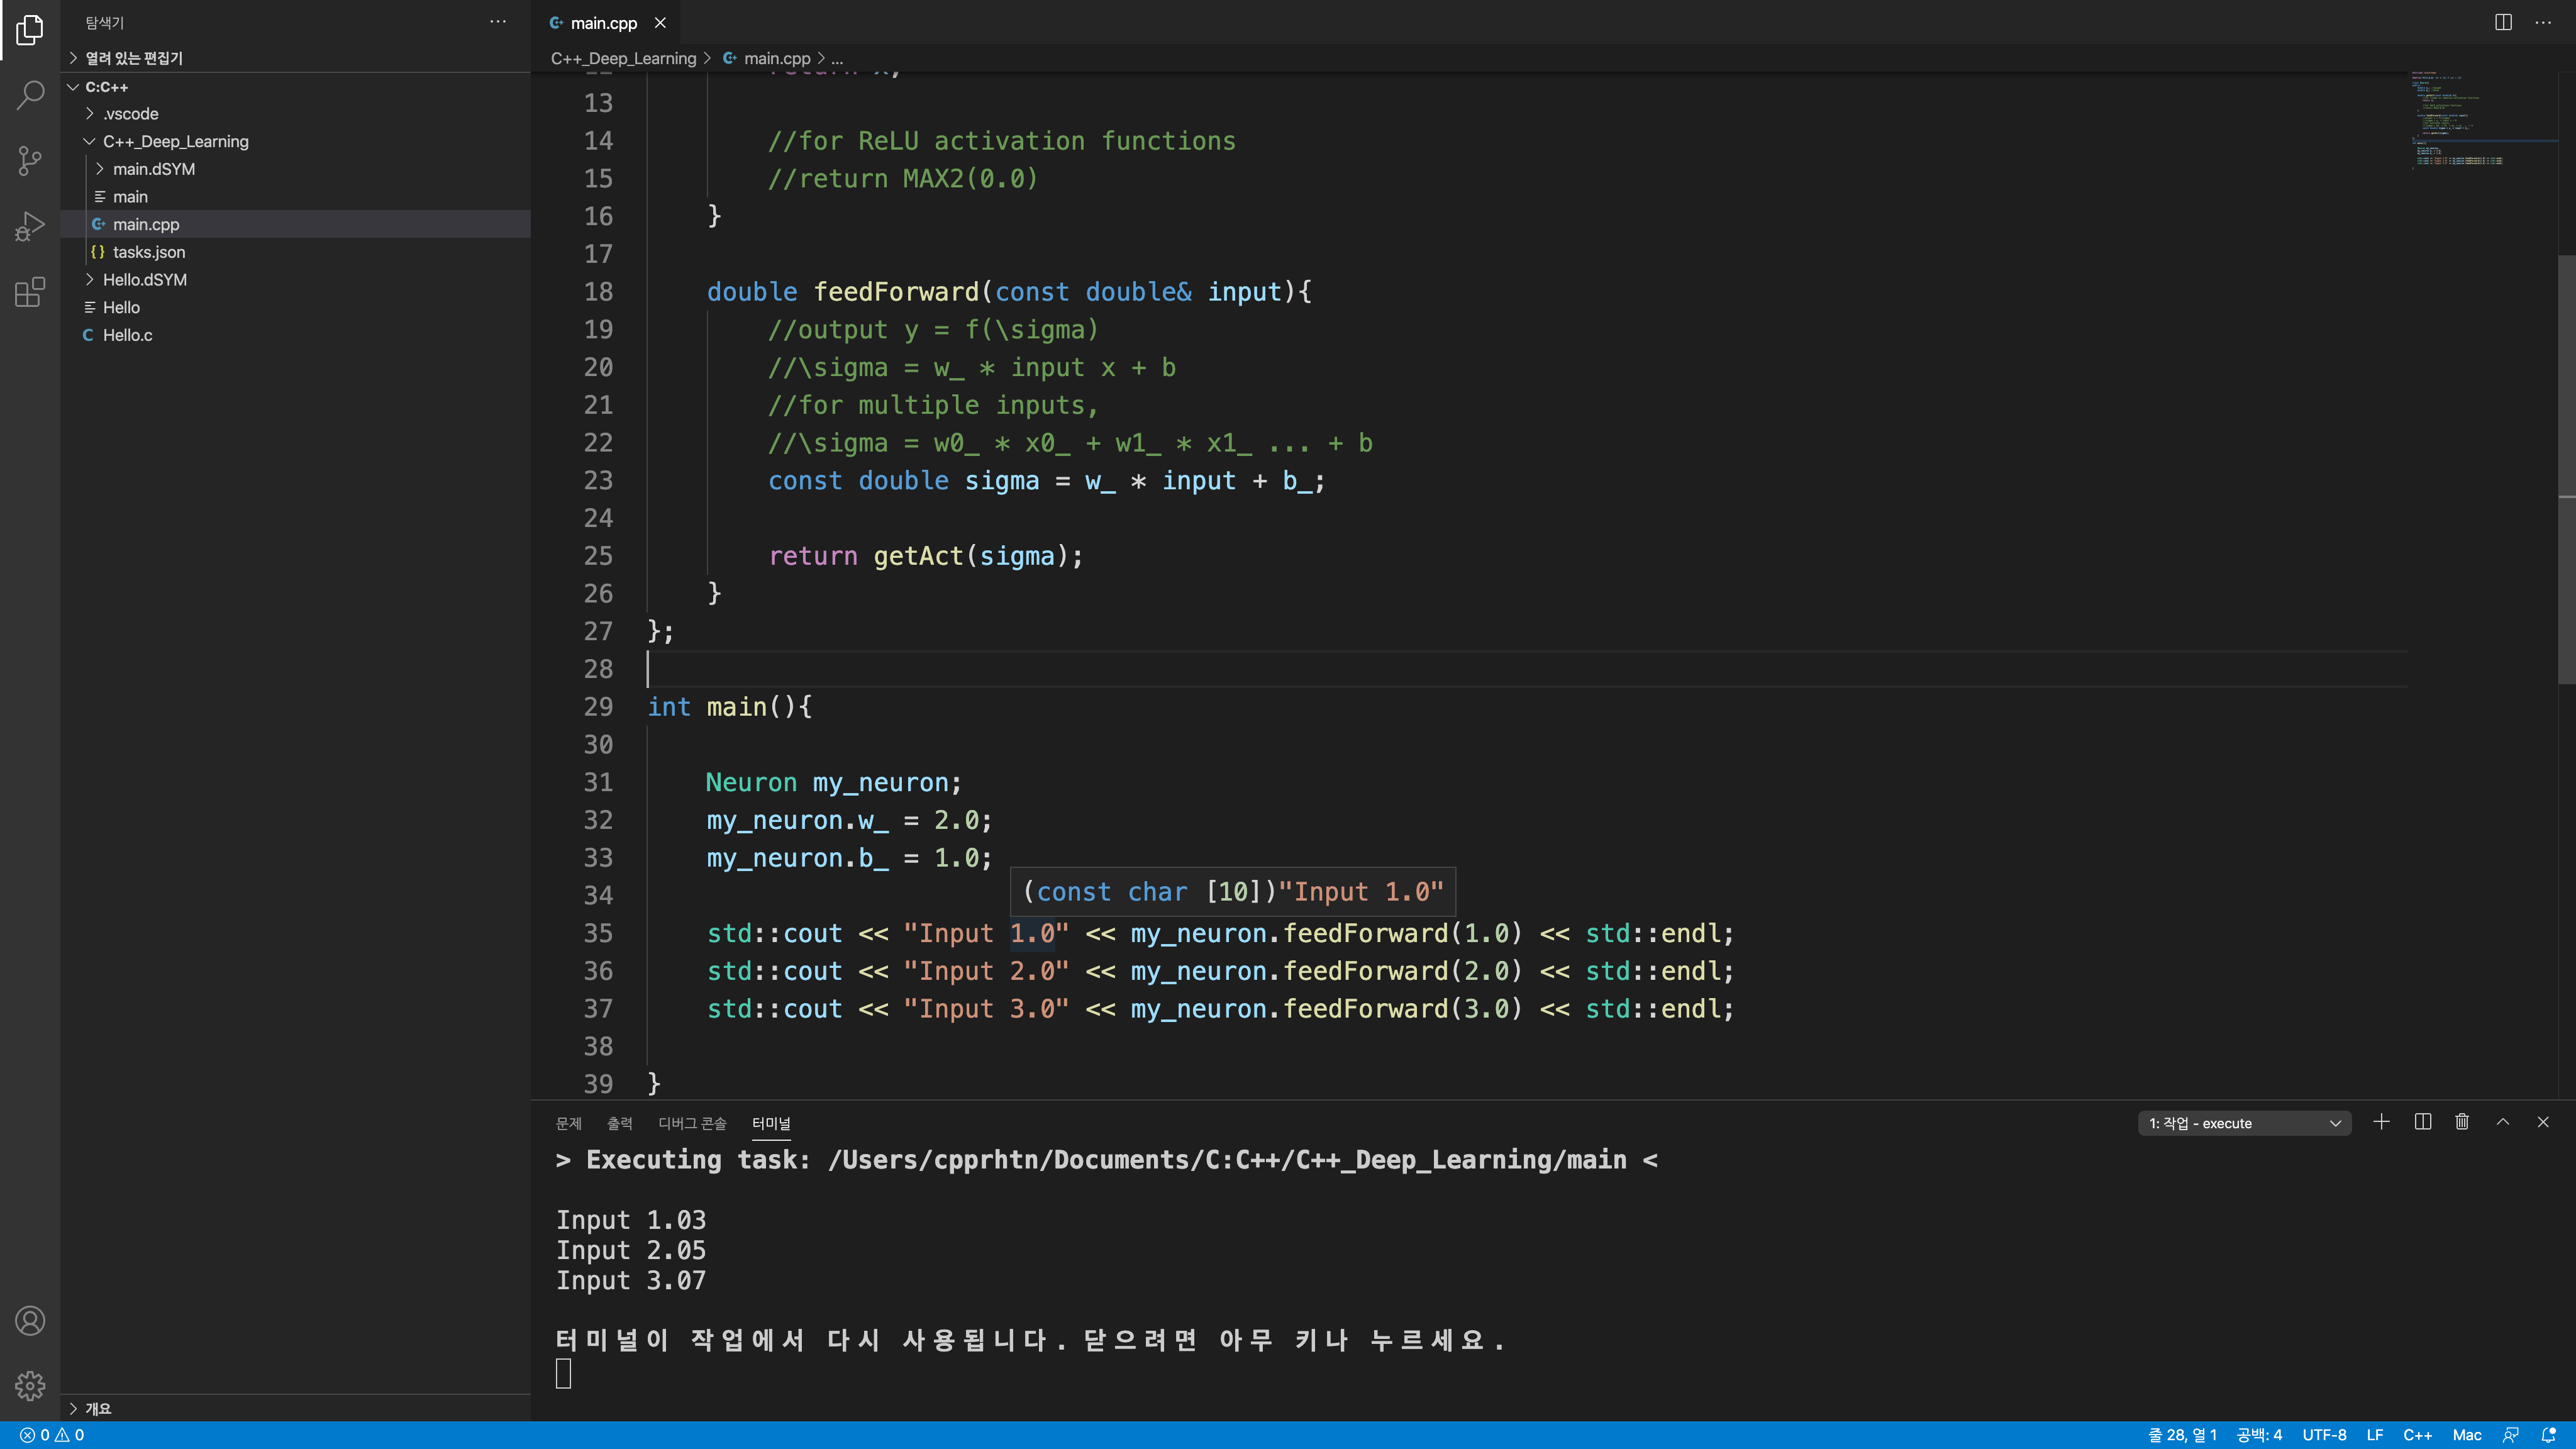 탐색기
열려 있는 편집기
C:C++
.vscode
C++_Deep_Learning
main.dSYM
main
main.cpp
tasks.json
Hello.dSYM
Hello
C Hello.c
개요
main.cpp
C++_Deep_Learning > main.cpp > ...
13
14 //for ReLU activation functions
15 //return MAX2(0.0)
16 }
17
18 double feedForward(const double& input){
19 //output y = f(\sigma)
20 //\sigma = w_ * input x + b
21 //for multiple inputs,
22 //\sigma = w0_ * x0_ + w1_ * x1_ ... + b
23 const double sigma = w_ * input + b_;
24
25 return getAct(sigma);
26 }
27 };
28
29 int main(){
30
31 Neuron my_neuron;
32 my_neuron.w_ = 2.0;
33 my_neuron.b_ = 1.0;
(const char [10])"Input 1.0"
34
35 std::cout << "Input 1.0" << my_neuron.feedForward(1.0) << std::endl;
36 std::cout << "Input 2.0" << my_neuron.feedForward(2.0) << std::endl;
37 std::cout << "Input 3.0" << my_neuron.feedForward(3.0) << std::endl;
38
39 }
문제 출력 디버그 콘솔 터미널 1: 작업 - execute
> Executing task: /Users/cpprhtn/Documents/C:C++/C++_Deep_Learning/main <
Input 1.03
Input 2.05
Input 3.07
터미널이 작업에서 다시 사용됩니다. 닫으려면 아무 키나 누르세요.
0 0 줄 28, 열 1 공백: 4 UTF-8 LF C++ Mac